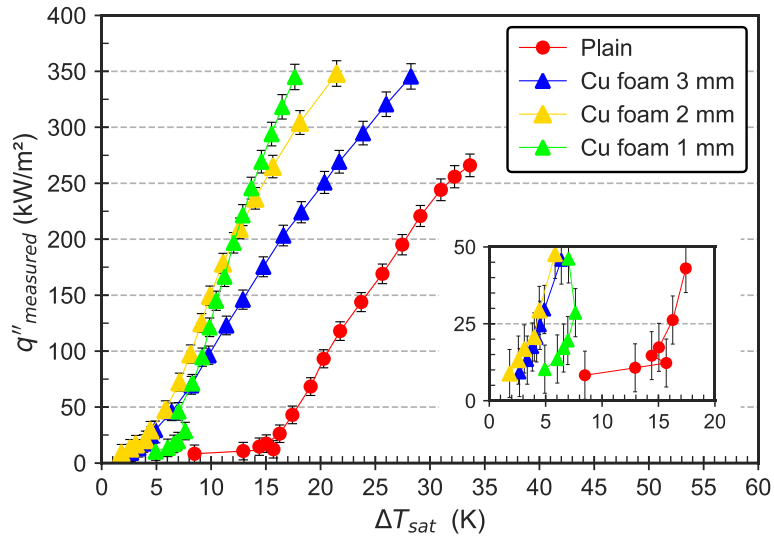 400
350
300
250
200
150
100
50
0
q″measured (kW/m²)
Plain
Cu foam 3 mm
Cu foam 2 mm
Cu foam 1 mm
50
25
0
0 5 10 15 20
0 5 10 15 20 25 30 35 40 45 50 55 60
ΔTsat (K)